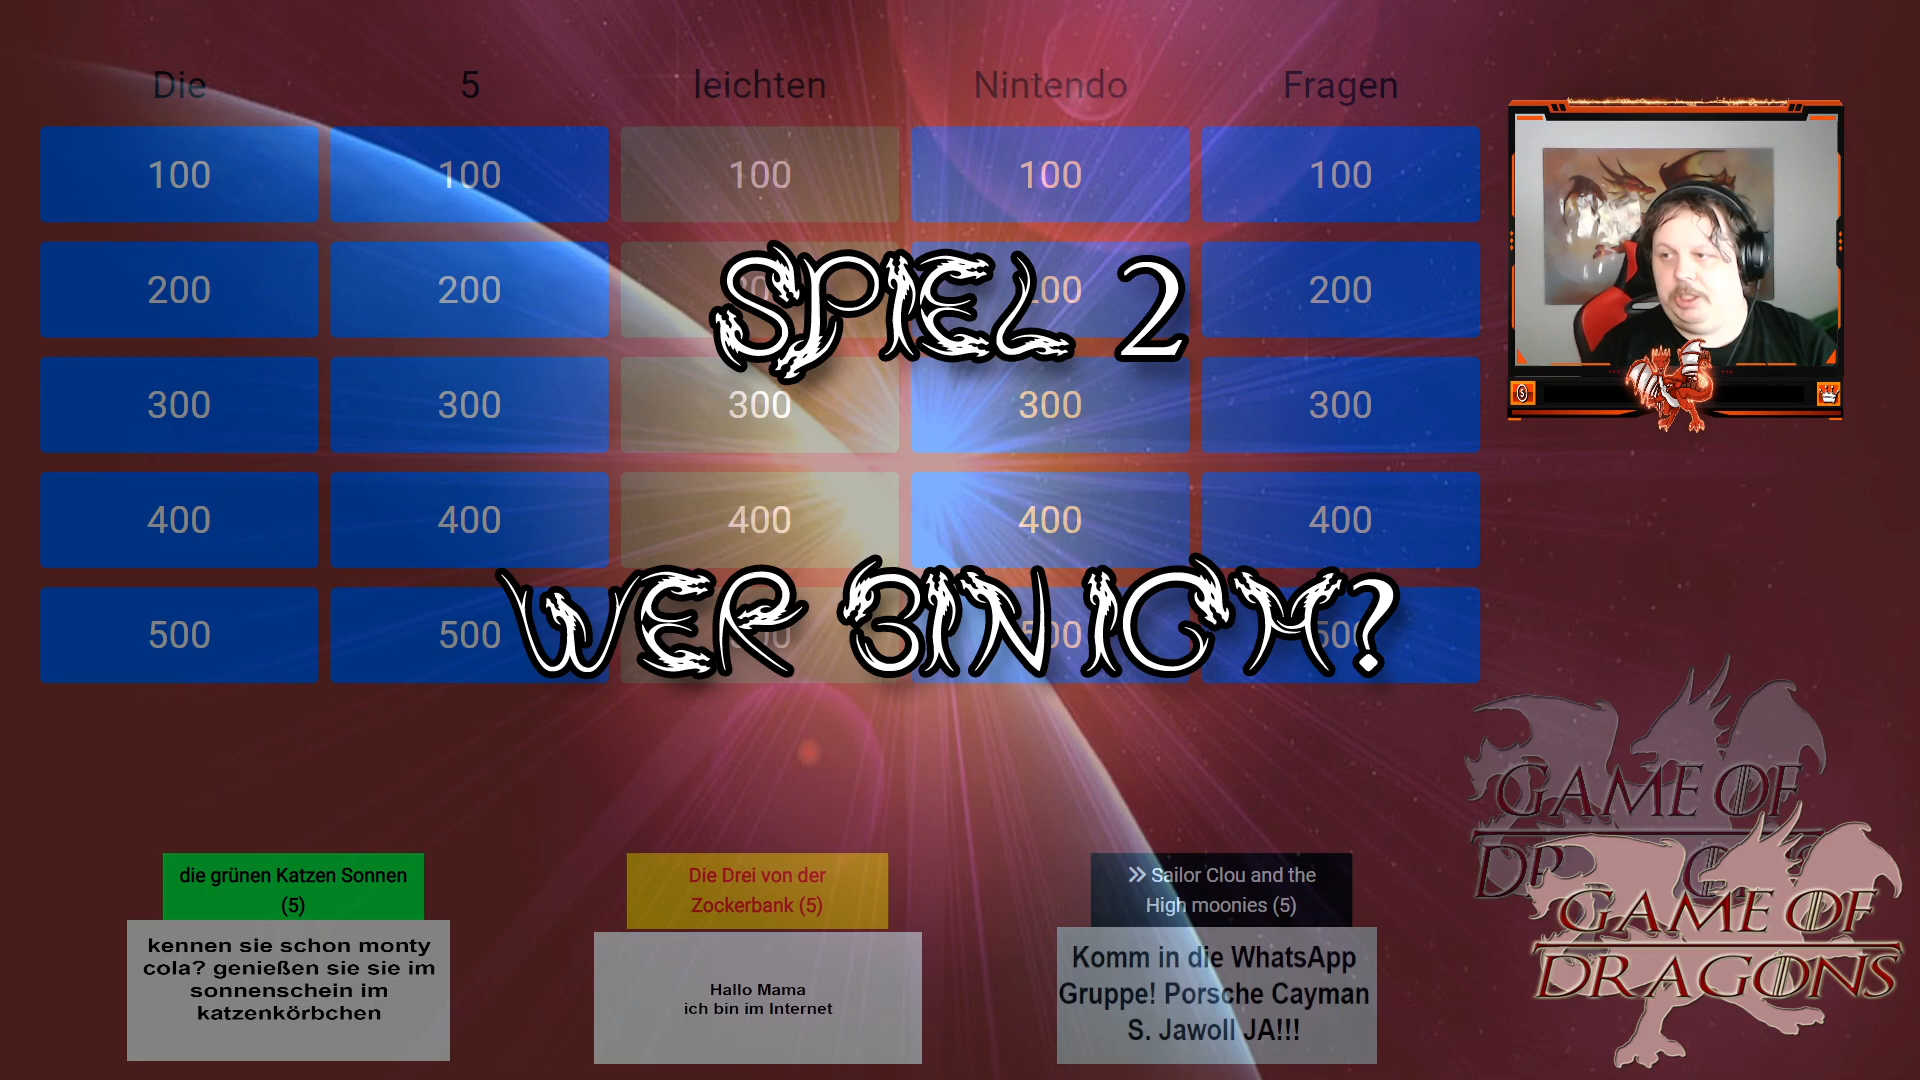 Die 5 leichten Nintendo Fragen
100 100 100 100 100
200 200 200
SPIEL 2
300 300 300 300 300
400 400 400 400 400
500 500
WER BIN ICH?
die grünen Katzen Sonnen
(5)
kennen sie schon monty
cola? genießen sie sie im
sonnenschein im
katzenkörbchen
Die Drei von der
Zockerbank (5)
Hallo Mama
ich bin im Internet
Sailor Clou and the
High moonies (5)
Komm in die WhatsApp
Gruppe! Porsche Cayman
S. Jawoll JA!!!
GAME OF
GAME OF
DRAGONS